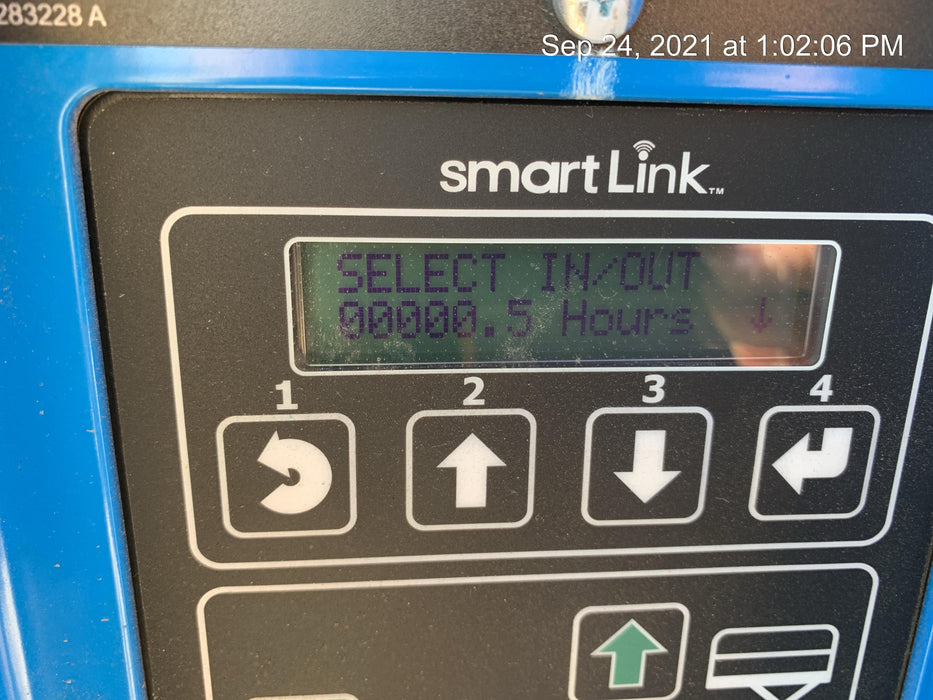 283228 A
Sep 24, 2021 at 1:02:06 PM
smartLink™
SELECT IN/OUT
00000.5 Hours ↓
1 2 3 4